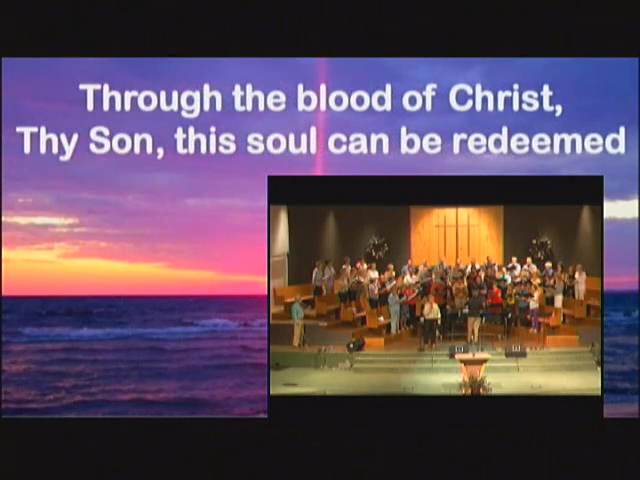 Through the blood of Christ,
Thy Son, this soul can be redeemed